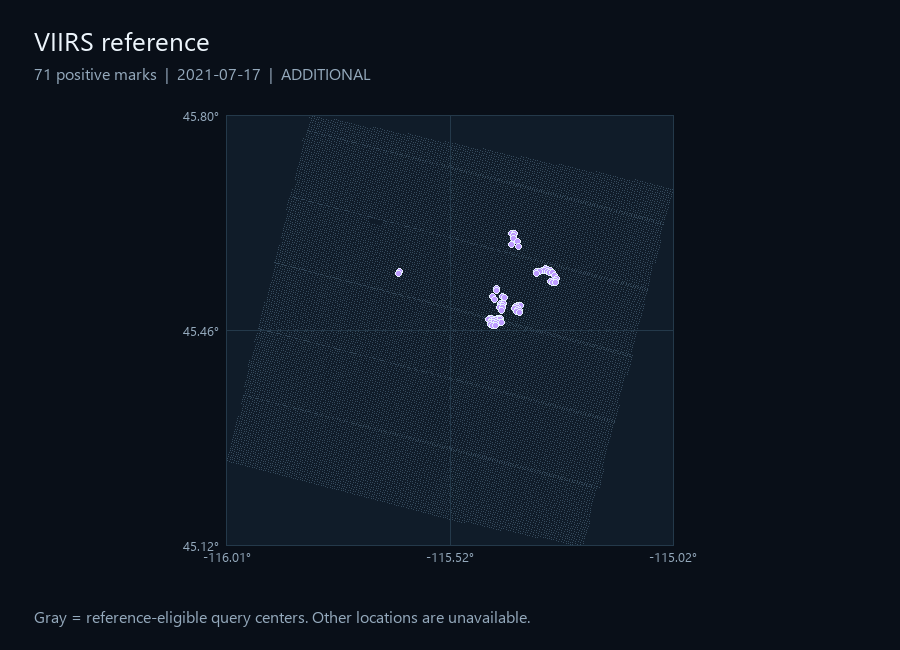 VIIRS reference
71 positive marks | 2021-07-17 | ADDITIONAL
45.80°
45.46°
45.12°
-116.01° -115.52° -115.02°
Gray = reference-eligible query centers. Other locations are unavailable.